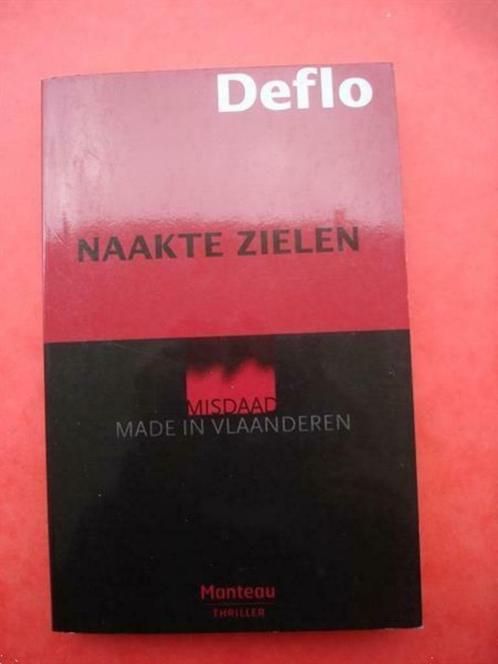 Deflo
NAAKTE ZIELEN
MISDAAD
MADE IN VLAANDEREN
Manteau
THRILLER